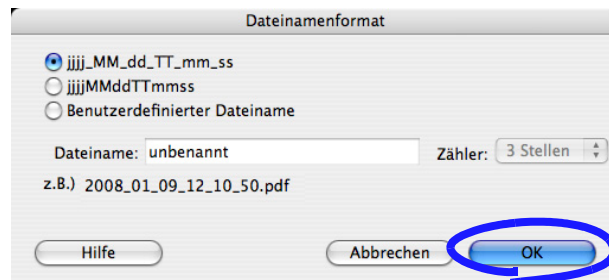 Dateinamenformat
jjjj_MM_dd_TT_mm_ss
jjjjMMddTTmmss
Benutzerdefinierter Dateiname
Dateiname: unbenannt Zähler: 3 Stellen
z.B.) 2008_01_09_12_10_50.pdf
Hilfe Abbrechen OK